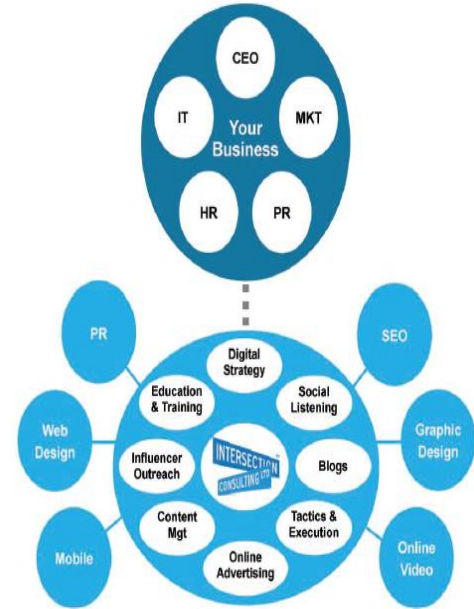 CEO
IT
MKT
Your
Business
HR
PR
PR
SEO
Digital
Strategy
Education
& Training
Social
Listening
Web
Design
Graphic
Design
Influencer
Outreach
INTERSECTION
CONSULTING LTD
Blogs
Content
Mgt
Tactics &
Execution
Mobile
Online
Video
Online
Advertising